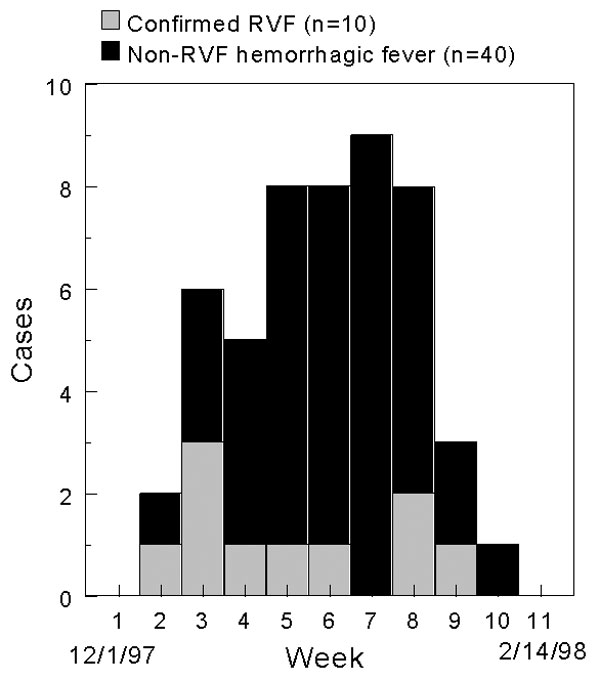 Confirmed RVF (n=10)
Non-RVF hemorrhagic fever (n=40)
10
8
6
4
2
0
Cases
1 2 3 4 5 6 7 8 9 10 11
12/1/97 Week 2/14/98